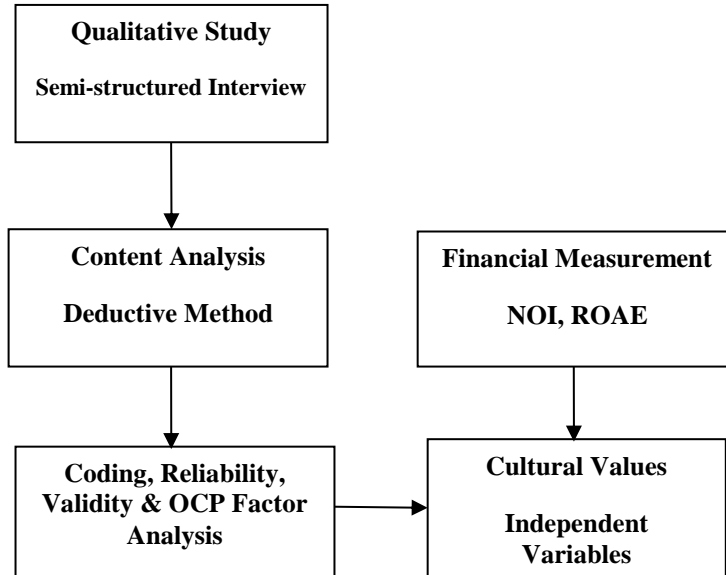 Qualitative Study
Semi-structured Interview
Content Analysis
Deductive Method
Financial Measurement
NOI, ROAE
Coding, Reliability,
Validity & OCP Factor
Analysis
Cultural Values
Independent
Variables